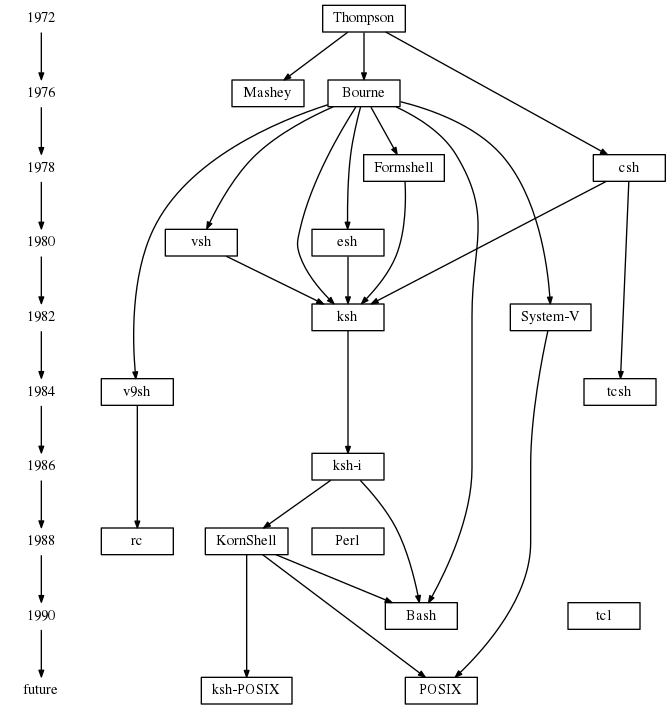 1972
Thompson
1976
Mashey
Bourne
1978
Formshell
csh
1980
vsh
esh
1982
ksh
System-V
1984
v9sh
tcsh
1986
ksh-i
1988
rc
KornShell
Perl
1990
Bash
tcl
future
ksh-POSIX
POSIX